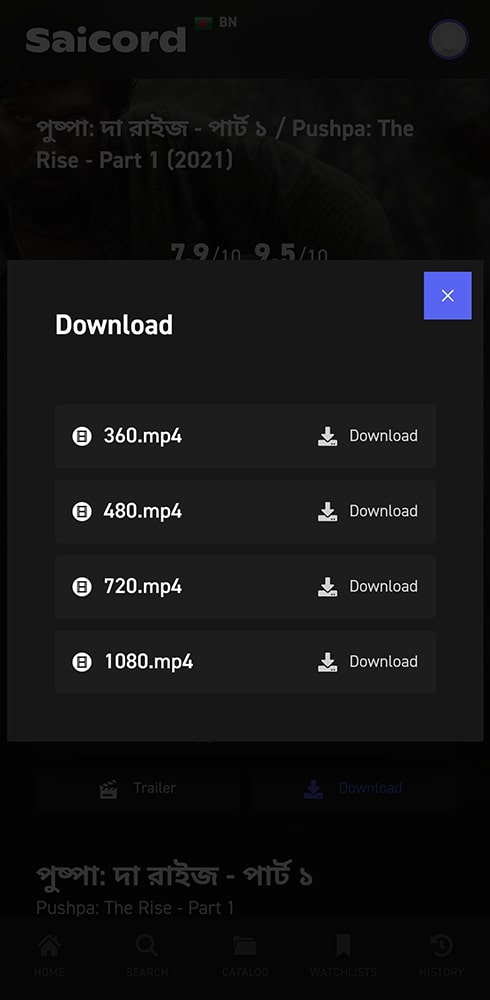 Saicord
BN
পুষ্পা: দা রাইজ - পার্ট ১ / Pushpa: The
Rise - Part 1 (2021)
7.9/10 9.5/10
Download
360.mp4 Download
480.mp4 Download
720.mp4 Download
1080.mp4 Download
Trailer Download
পুষ্পা: দা রাইজ - পার্ট ১
Pushpa: The Rise - Part 1
HOME SEARCH CATALOG WATCHLISTS HISTORY